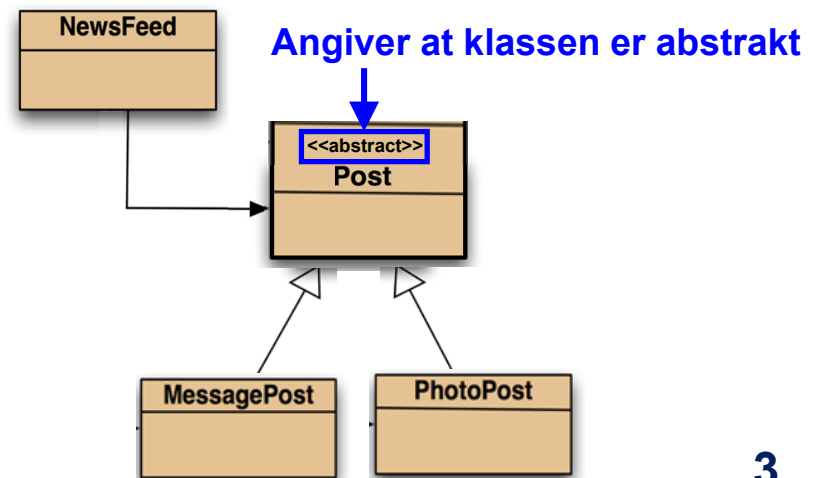 NewsFeed
Angiver at klassen er abstrakt
<<abstract>>
Post
MessagePost
PhotoPost
3